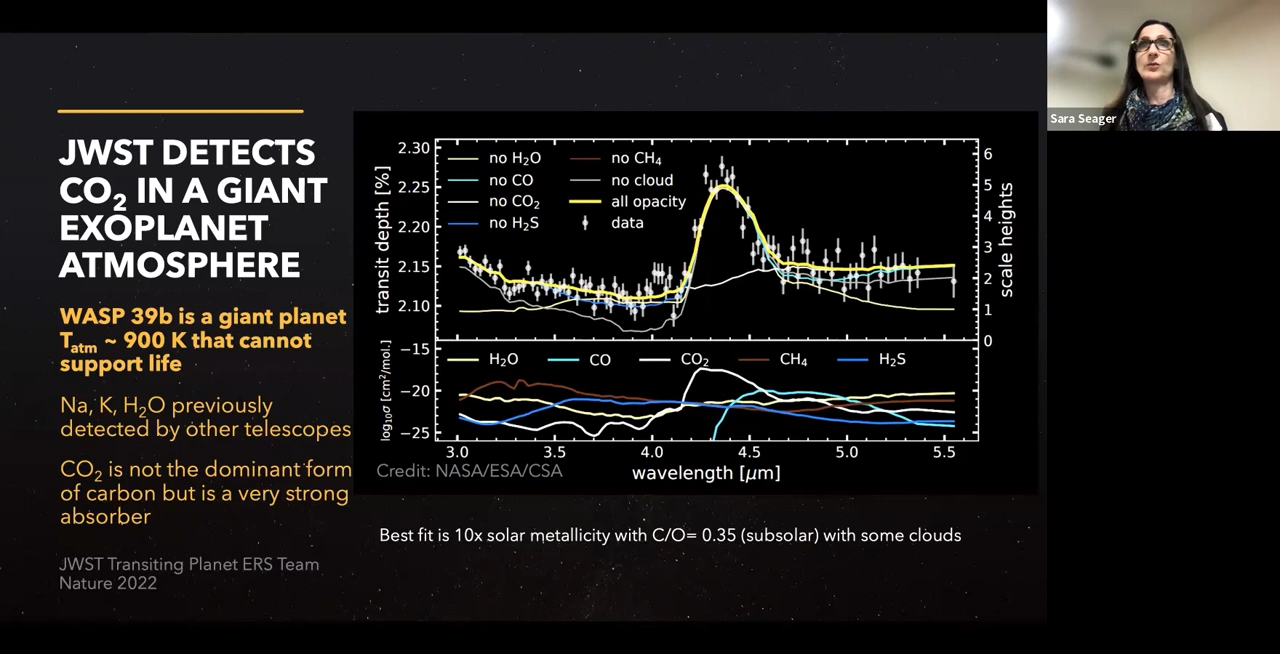 JWST DETECTS
CO₂ IN A GIANT
EXOPLANET
ATMOSPHERE
WASP 39b is a giant planet
Tatm ~ 900 K that cannot
support life
Na, K, H₂O previously
detected by other telescopes
CO₂ is not the dominant form
of carbon but is a very strong
absorber
JWST Transiting Planet ERS Team
Nature 2022
transit depth [%]
2.30
2.25
2.20
2.15
2.10
no H₂O
no CO
no CO₂
no H₂S
no CH₄
no cloud
all opacity
data
6
5
4
3
2
1
0
scale heights
log₁₀σ [cm²/mol.]
−15
−20
−25
H₂O
CO
CO₂
CH₄
H₂S
3.0 3.5 4.0 4.5 5.0 5.5
Credit: NASA/ESA/CSA
wavelength [μm]
Best fit is 10x solar metallicity with C/O= 0.35 (subsolar) with some clouds
Sara Seager